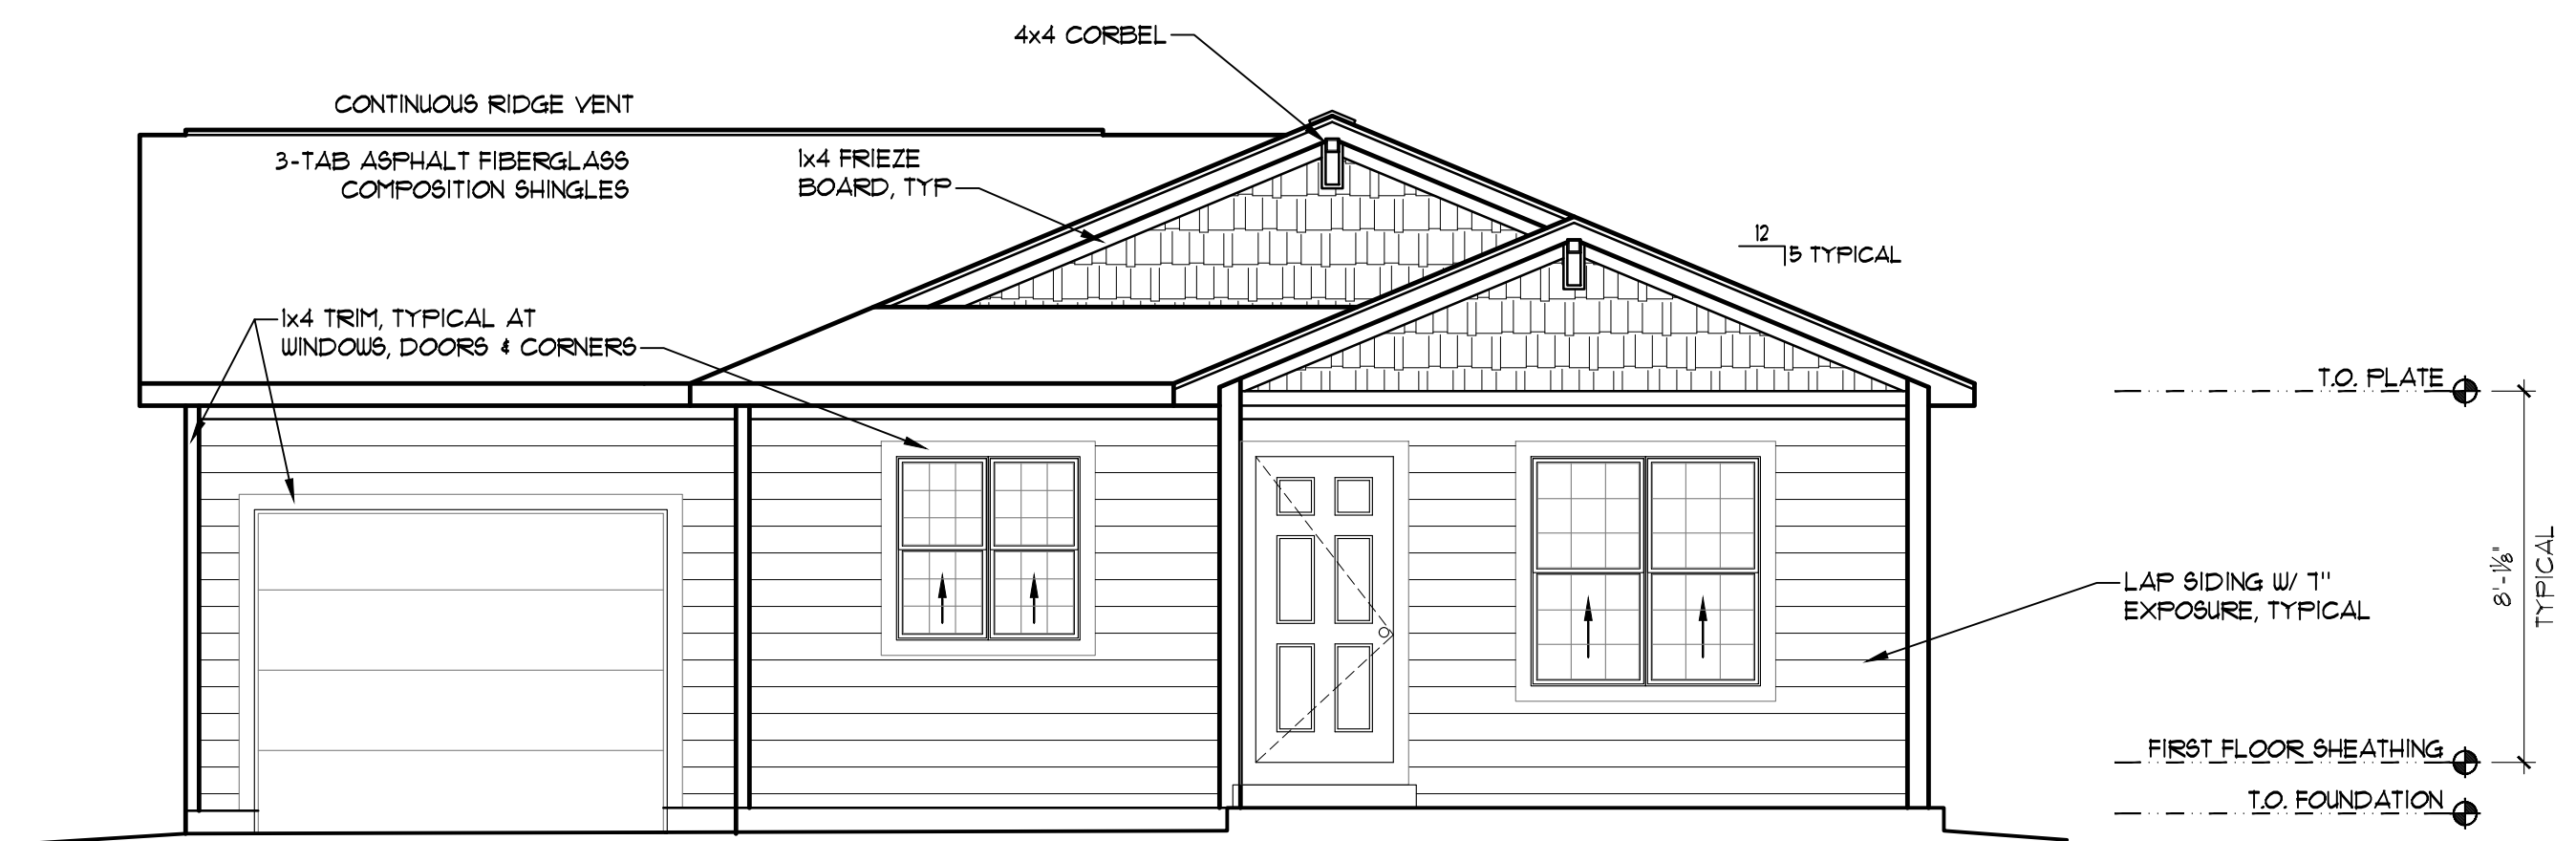 4x4 CORBEL
CONTINUOUS RIDGE VENT
3-TAB ASPHALT FIBERGLASS
COMPOSITION SHINGLES
1x4 FRIEZE
BOARD, TYP
12
5 TYPICAL
1x4 TRIM, TYPICAL AT
WINDOWS, DOORS & CORNERS
T.O. PLATE
LAP SIDING W/ 7"
EXPOSURE, TYPICAL
8'-1⅛"
TYPICAL
FIRST FLOOR SHEATHING
T.O. FOUNDATION